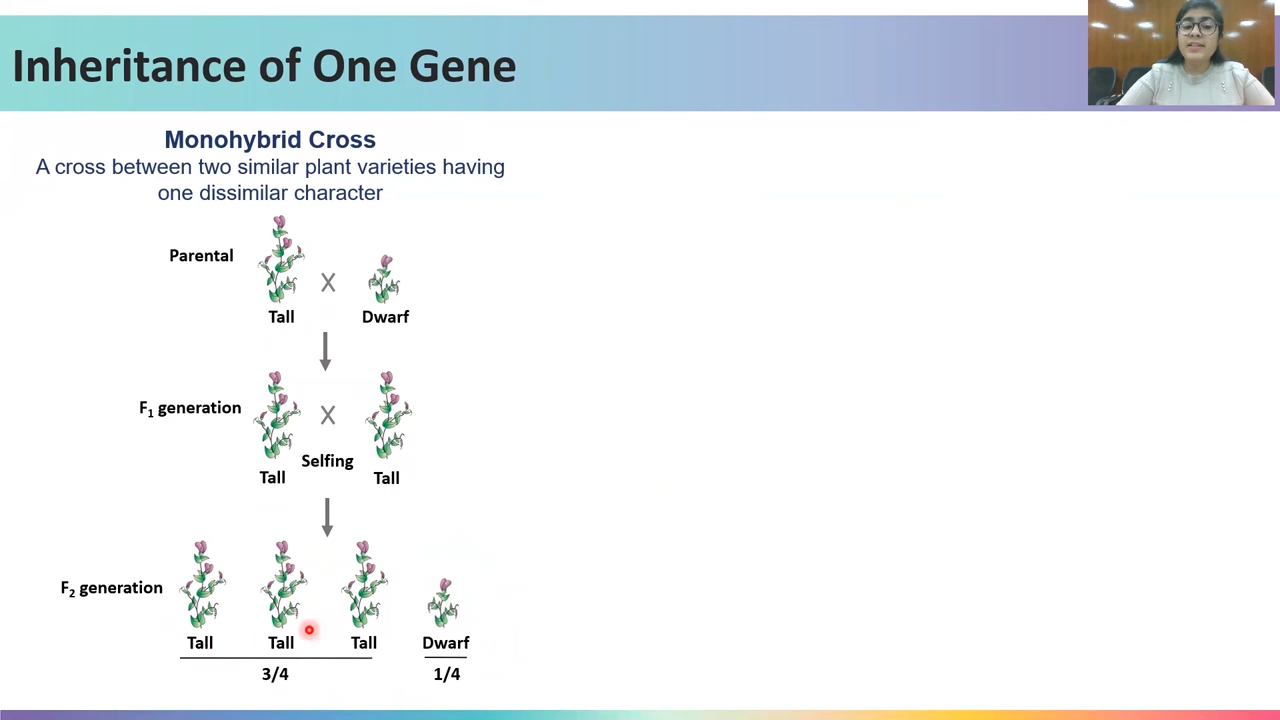 Inheritance of One Gene
Monohybrid Cross
A cross between two similar plant varieties having
one dissimilar character
Parental
X
Tall
Dwarf
F₁ generation
X
Selfing
Tall
Tall
F₂ generation
Tall
Tall
Tall
Dwarf
3/4
1/4